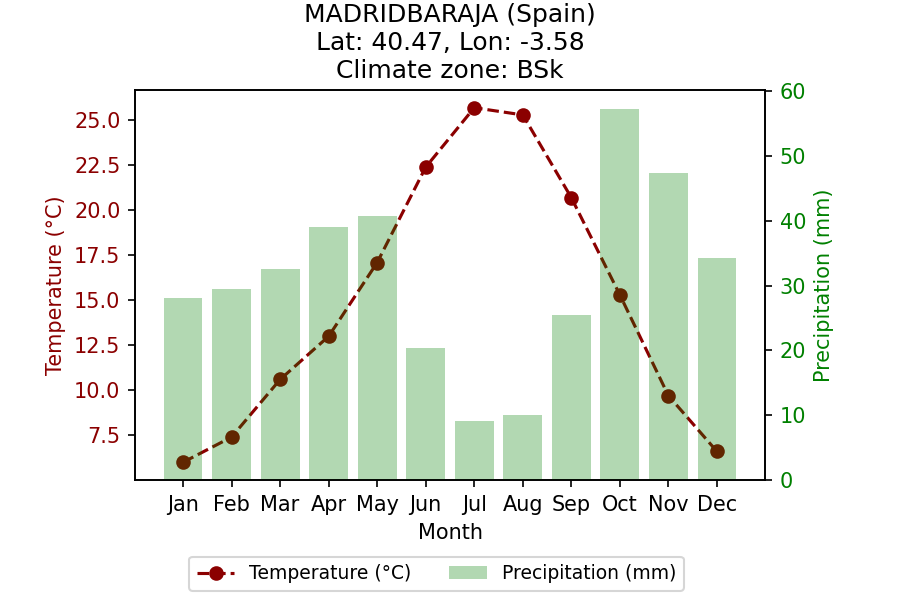 MADRIDBARAJA (Spain)
Lat: 40.47, Lon: -3.58
Climate zone: BSk
Temperature (°C)
25.0
22.5
20.0
17.5
15.0
12.5
10.0
7.5
60
50
40
30
20
10
0
Precipitation (mm)
Jan Feb Mar Apr May Jun Jul Aug Sep Oct Nov Dec
Month
Temperature (°C) Precipitation (mm)